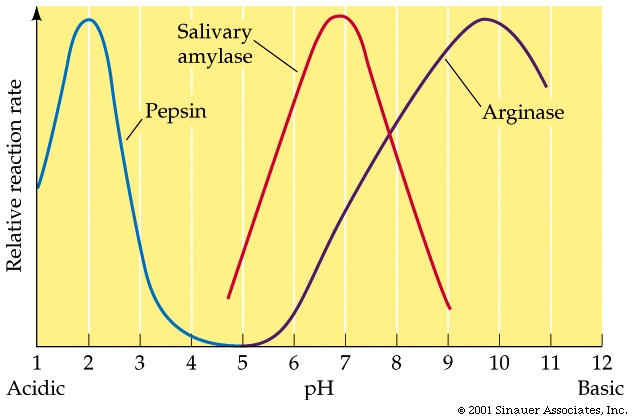 Salivary
amylase
Pepsin
Arginase
Relative reaction rate
1 2 3 4 5 6 7 8 9 10 11 12
Acidic pH Basic
© 2001 Sinauer Associates, Inc.